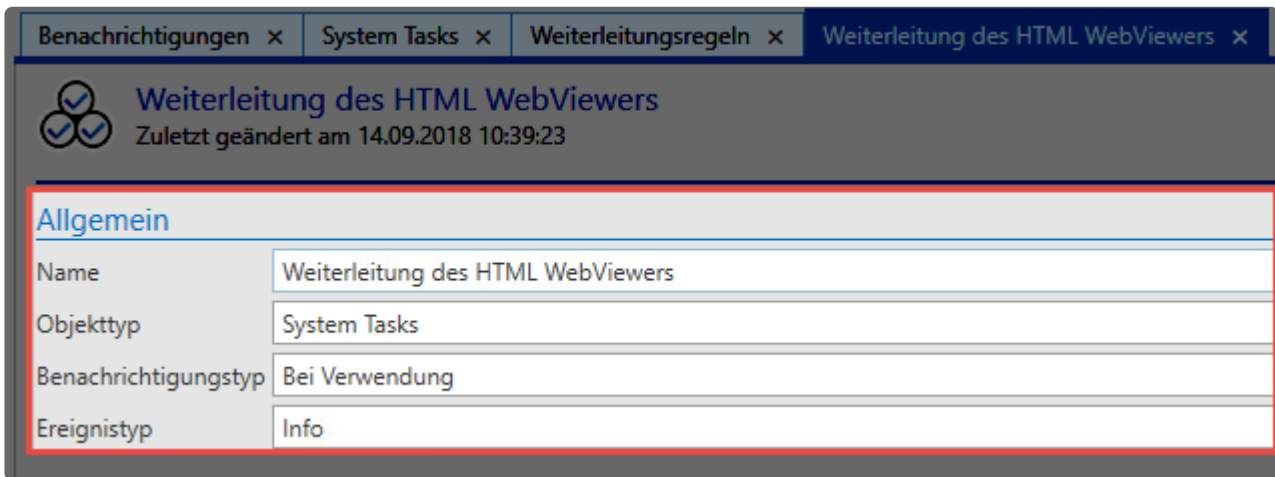 Benachrichtigungen × System Tasks × Weiterleitungsregeln × Weiterleitung des HTML WebViewers ×
Weiterleitung des HTML WebViewers
Zuletzt geändert am 14.09.2018 10:39:23
Allgemein
Name Weiterleitung des HTML WebViewers
Objekttyp System Tasks
Benachrichtigungstyp Bei Verwendung
Ereignistyp Info